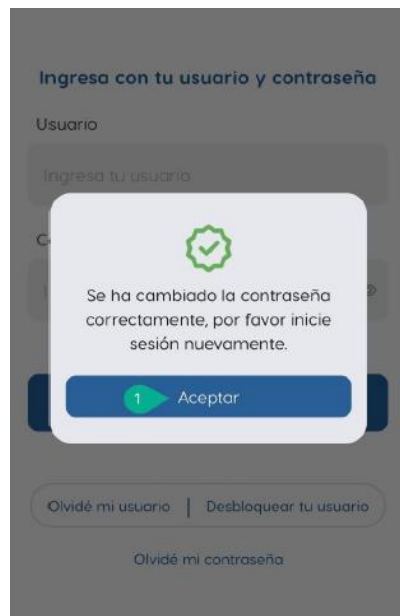 Ingresa con tu usuario y contraseña
Usuario
Ingresa tu usuario
Se ha cambiado la contraseña
correctamente, por favor inicie
sesión nuevamente.
1 Aceptar
Olvidé mi usuario | Desbloquear tu usuario
Olvidé mi contraseña